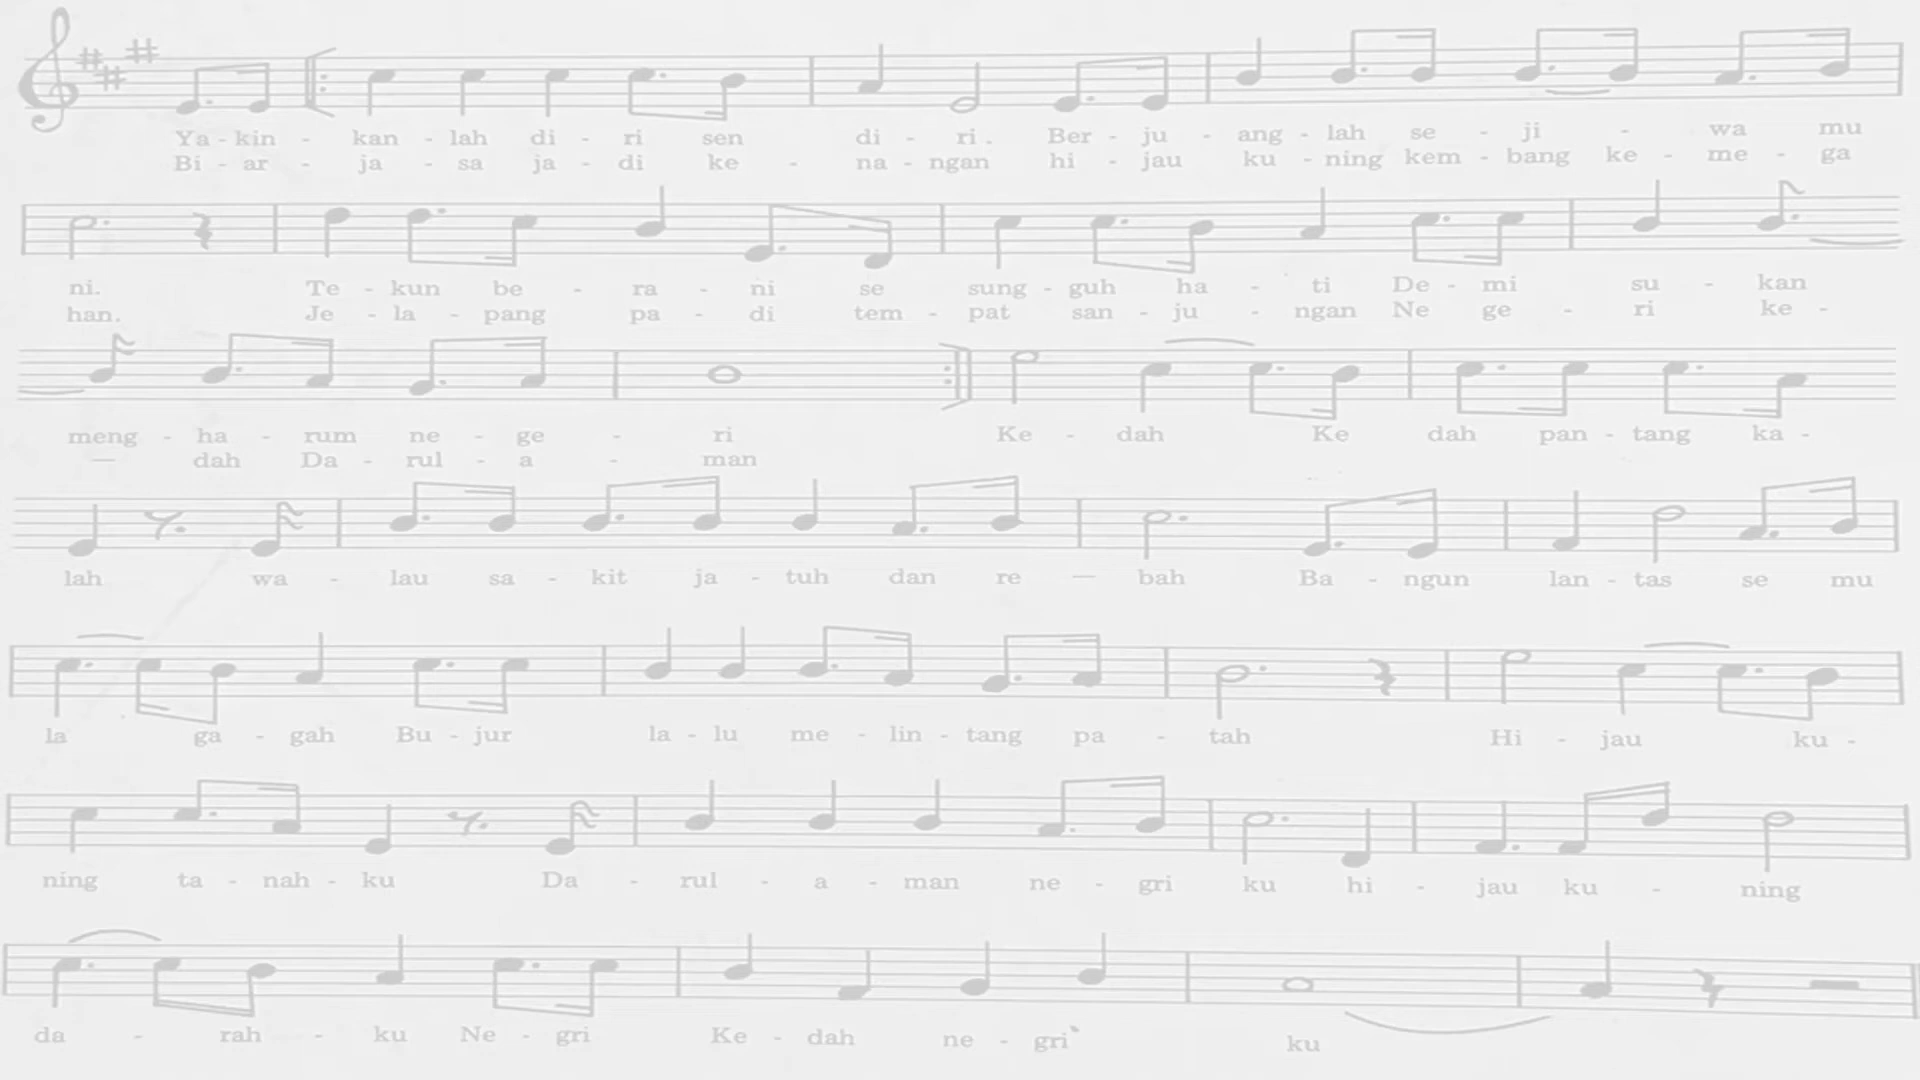 Ya - kin - kan - lah di - ri sen di - ri. Ber - ju - ang - lah se - ji - wa mu
Bi - ar - ja - sa ja - di ke - na - ngan hi - jau ku - ning kem - bang ke - me - ga
ni. Te - kun be - ra - ni se sung - guh ha - ti De - mi su - kan
han. Je - la - pang pa - di tem - pat san - ju - ngan Ne ge - ri ke -
meng - ha - rum ne - ge - ri Ke - dah Ke dah pan - tang ka -
— dah Da - rul - a - man
lah wa - lau sa - kit ja - tuh dan re — bah Ba - ngun lan - tas se mu
la ga - gah Bu - jur la - lu me - lin - tang pa - tah Hi - jau ku -
ning ta - nah - ku Da - rul - a - man ne - gri ku hi - jau ku - ning
da - rah - ku Ne - gri Ke - dah ne - gri ku